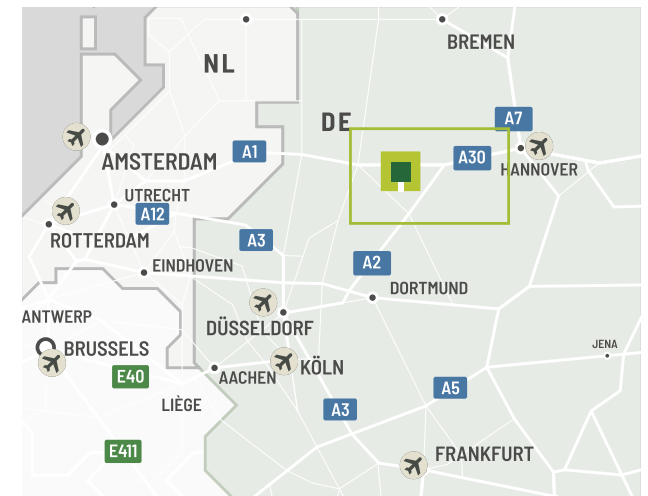 BREMEN
NL
DE
A7
A1
A30
AMSTERDAM
HANNOVER
UTRECHT
A12
ROTTERDAM
A3
A2
EINDHOVEN
DORTMUND
ANTWERP
DÜSSELDORF
BRUSSELS
JENA
KÖLN
AACHEN
E40
A5
LIÈGE
A3
E411
FRANKFURT